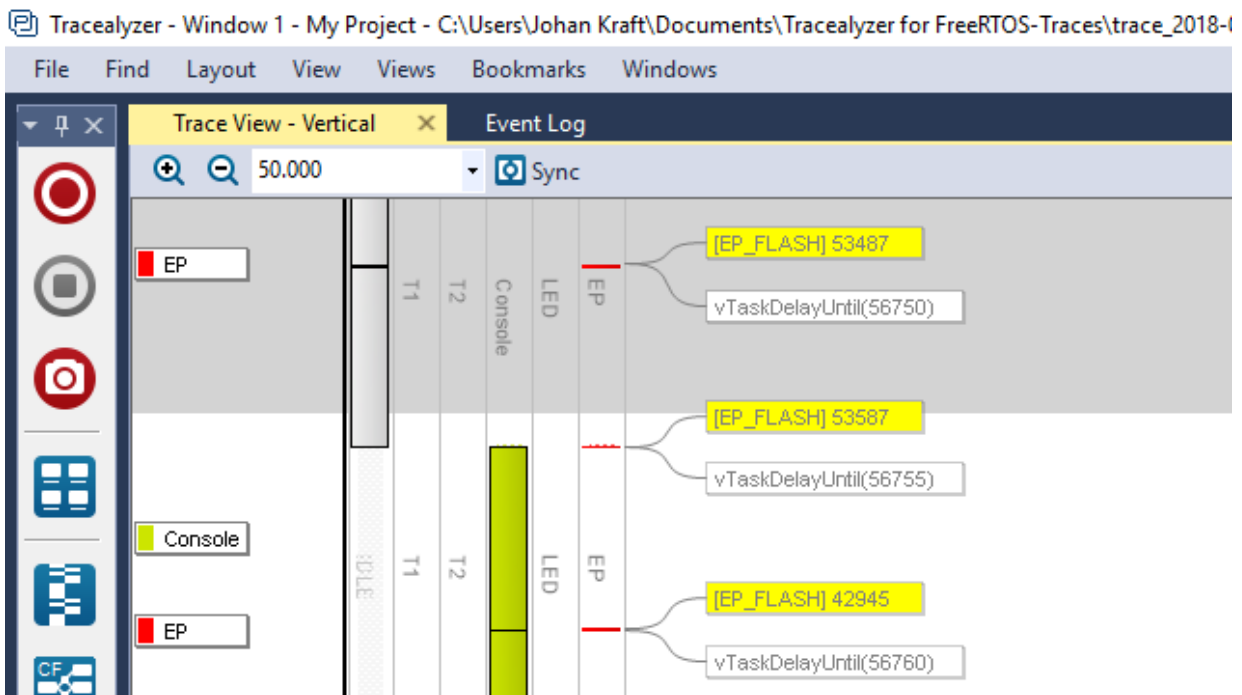 Tracealyzer - Window 1 - My Project - C:\Users\Johan Kraft\Documents\Tracealyzer for FreeRTOS-Traces\trace_2018-
File Find Layout View Views Bookmarks Windows
Trace View - Vertical Event Log
50.000 Sync
[EP_FLASH] 53487
EP
T1 T2 Console LED EP
vTaskDelayUntil(56750)
[EP_FLASH] 53587
vTaskDelayUntil(56755)
Console
IDLE T1 T2 LED EP
[EP_FLASH] 42945
EP
vTaskDelayUntil(56760)
CF